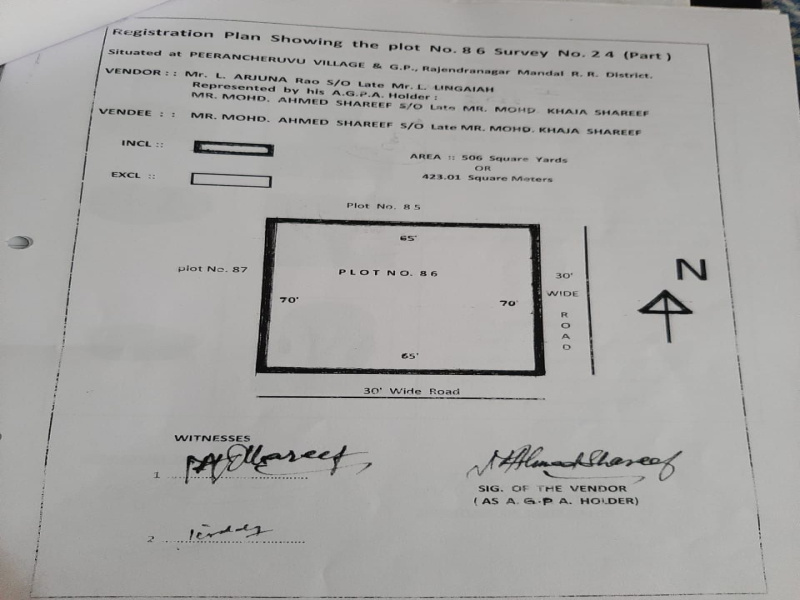 Registration Plan Showing the plot No. 8 6 Survey No. 2 4 (Part )
Situated at PEERANCHERUVU VILLAGE & G.P., Rajendranagar Mandal R. R. District.
VENDOR : : Mr. L. ARJUNA Rao S/O Late Mr. L. LINGAIAH
Represented by his A.G.P.A. Holder :
MR. MOHD. AHMED SHAREEF S/O Late MR. MOHD. KHAJA SHAREEF
VENDEE : : MR. MOHD. AHMED SHAREEF S/O Late MR. MOHD. KHAJA SHAREEF
INCL ::
AREA :: 506 Square Yards
OR
EXCL ::
423.01 Square Meters
Plot No. 85
65'
plot No. 87
PLOT NO. 86
70'
70'
30'
WIDE
ROAD
N
65'
30' Wide Road
WITNESSES
1
M A Ahmed Shareef
SIG. OF THE VENDOR
( AS A. G.P A. HOLDER)
2